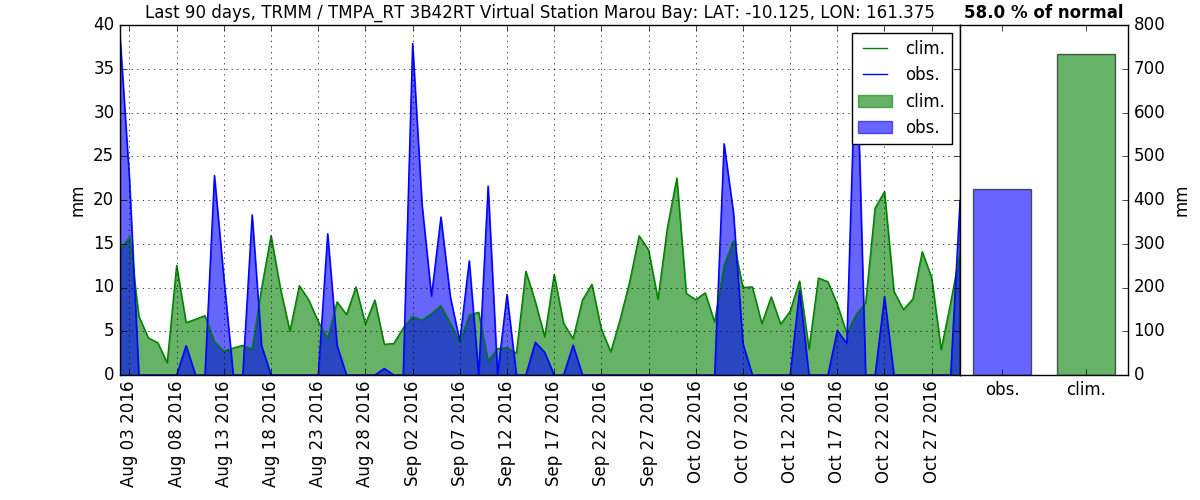 Last 90 days, TRMM / TMPA_RT 3B42RT Virtual Station Marou Bay: LAT: -10.125, LON: 161.375
58.0 % of normal
40
35
30
25
20
15
10
5
0
mm
clim.
obs.
clim.
obs.
800
700
600
500
400
300
200
100
0
mm
Aug 03 2016
Aug 08 2016
Aug 13 2016
Aug 18 2016
Aug 23 2016
Aug 28 2016
Sep 02 2016
Sep 07 2016
Sep 12 2016
Sep 17 2016
Sep 22 2016
Sep 27 2016
Oct 02 2016
Oct 07 2016
Oct 12 2016
Oct 17 2016
Oct 22 2016
Oct 27 2016
obs.
clim.